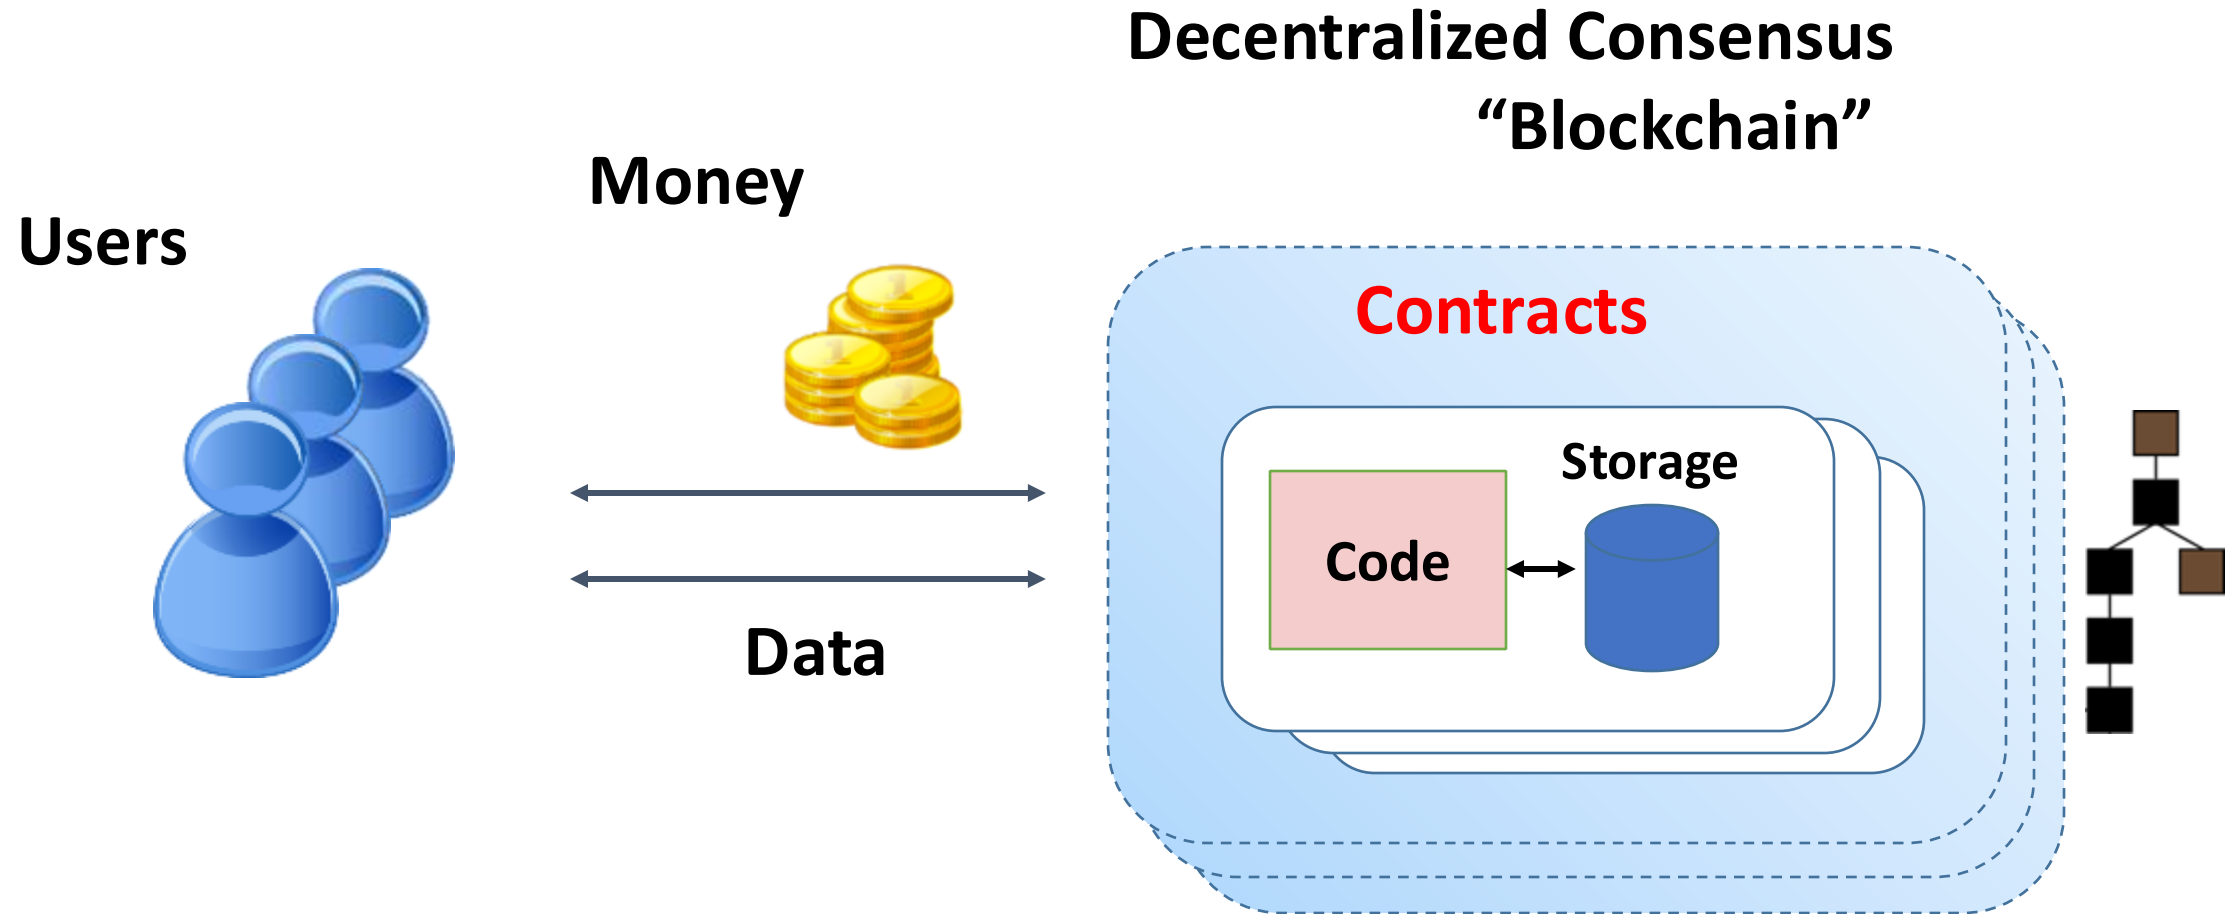 Decentralized Consensus
“Blockchain”
Money
Users
Contracts
Storage
Code
Data